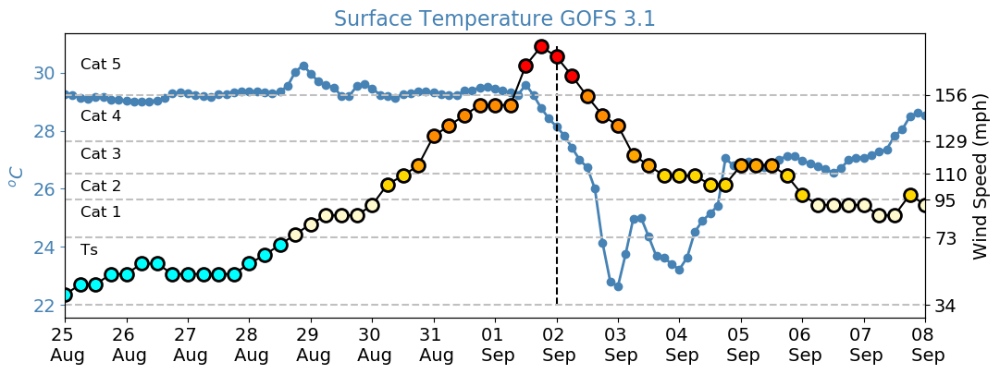 Surface Temperature GOFS 3.1
°C
30
28
26
24
22
Cat 5
Cat 4
Cat 3
Cat 2
Cat 1
Ts
156
129
110
95
73
34
Wind Speed (mph)
25 26 27 28 29 30 31 01 02 03 04 05 06 07 08
Aug Aug Aug Aug Aug Aug Aug Sep Sep Sep Sep Sep Sep Sep Sep